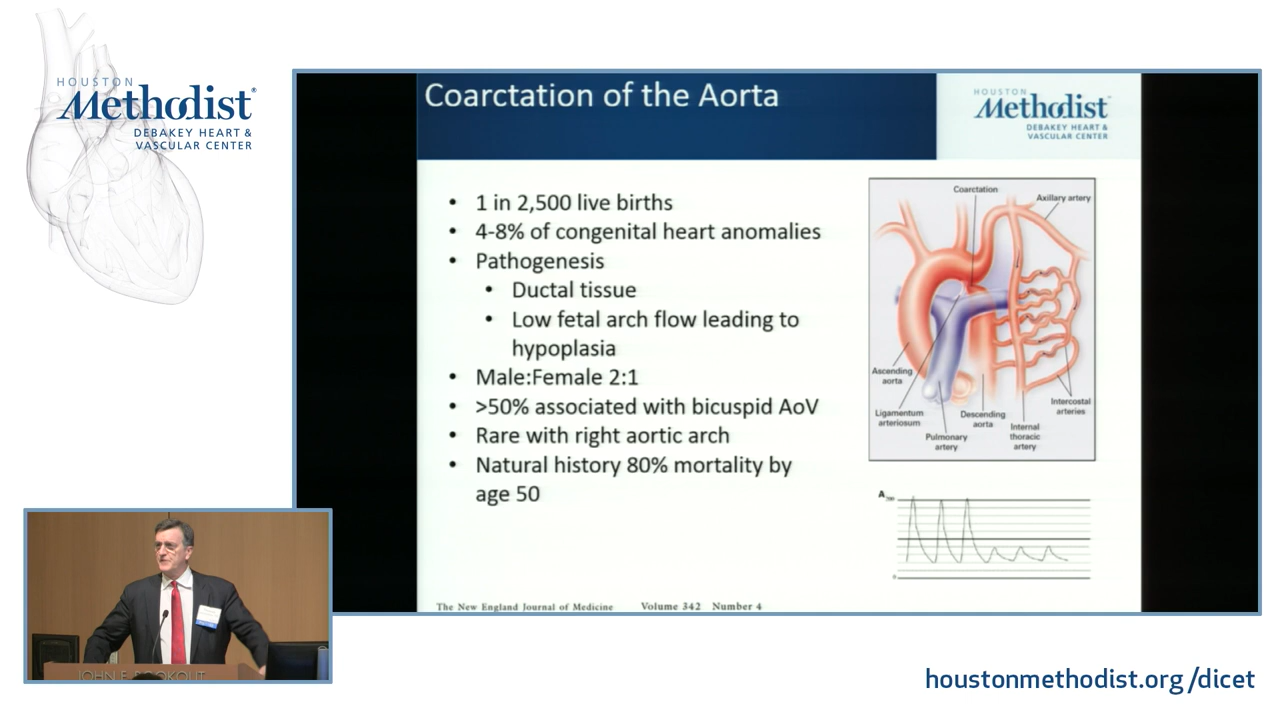 HOUSTON
Methodist®
DEBAKEY HEART &
VASCULAR CENTER
Coarctation of the Aorta
HOUSTON
Methodist
DEBAKEY HEART &
VASCULAR CENTER
• 1 in 2,500 live births
• 4-8% of congenital heart anomalies
• Pathogenesis
• Ductal tissue
• Low fetal arch flow leading to
hypoplasia
• Male:Female 2:1
• >50% associated with bicuspid AoV
• Rare with right aortic arch
• Natural history 80% mortality by
age 50
Coarctation
Axillary artery
Ascending
aorta
Ligamentum
arteriosum
Pulmonary
artery
Descending
aorta
Internal
thoracic
artery
Intercostal
arteries
A
0
The New England Journal of Medicine Volume 342 Number 4
JOHN F. BOOKOUT
houstonmethodist.org/dicet